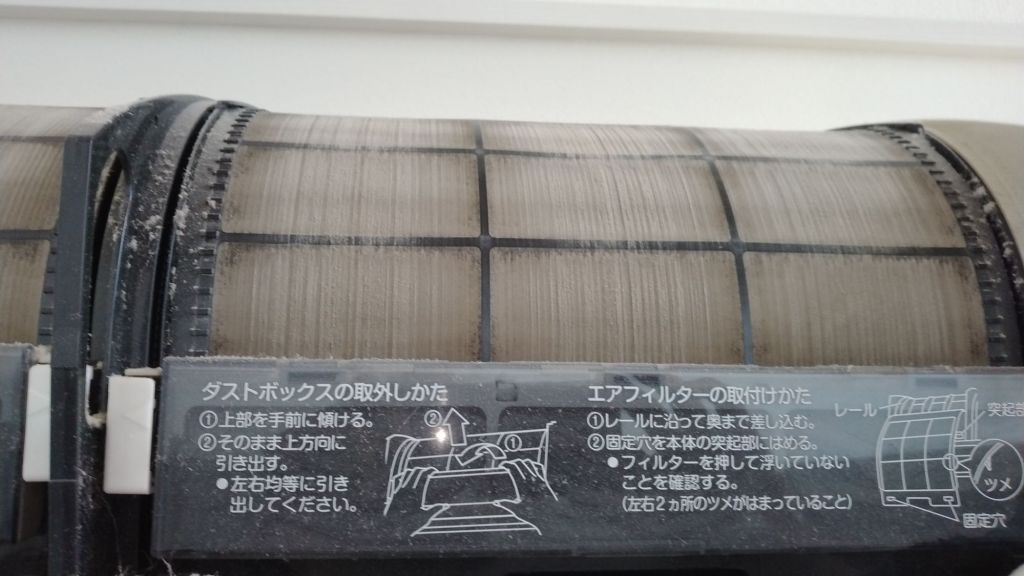 ダストボックスの取外しかた
①上部を手前に傾ける。
②そのまま上方向に
引き出す。
●左右均等に引き
出してください。
②
①
エアフィルターの取付けかた
①レールに沿って奥まで差し込む。
②固定穴を本体の突起部にはめる。
●フィルターを押して浮いていない
ことを確認する。
(左右2ヵ所のツメがはまっていること)
レール
突起部
ツメ
固定穴